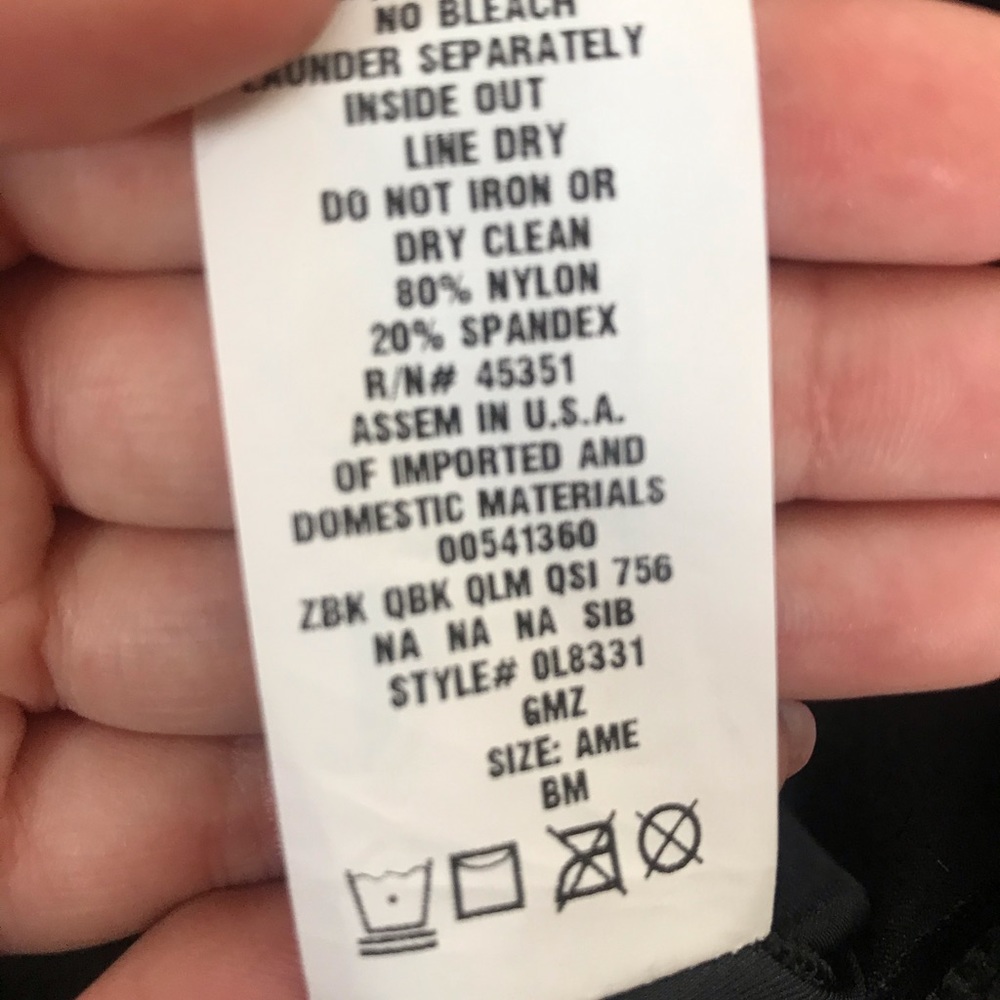 NO BLEACH
LAUNDER SEPARATELY
INSIDE OUT
LINE DRY
DO NOT IRON OR
DRY CLEAN
80% NYLON
20% SPANDEX
R/N# 45351
ASSEM IN U.S.A.
OF IMPORTED AND
DOMESTIC MATERIALS
00541360
ZBK QBK QLM QSI 756
NA NA NA SIB
STYLE# 0L8331
GMZ
SIZE: AME
BM